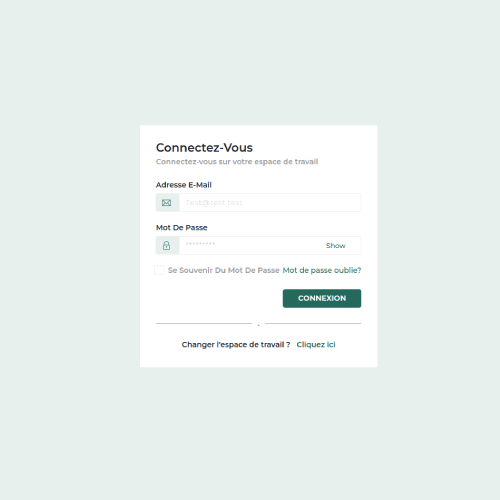 Connectez-Vous
Connectez-vous sur votre espace de travail
Adresse E-Mail
Test@test.test
Mot De Passe
********* Show
Se Souvenir Du Mot De Passe Mot de passe oublie?
CONNEXION
.
Changer l'espace de travail ? Cliquez ici